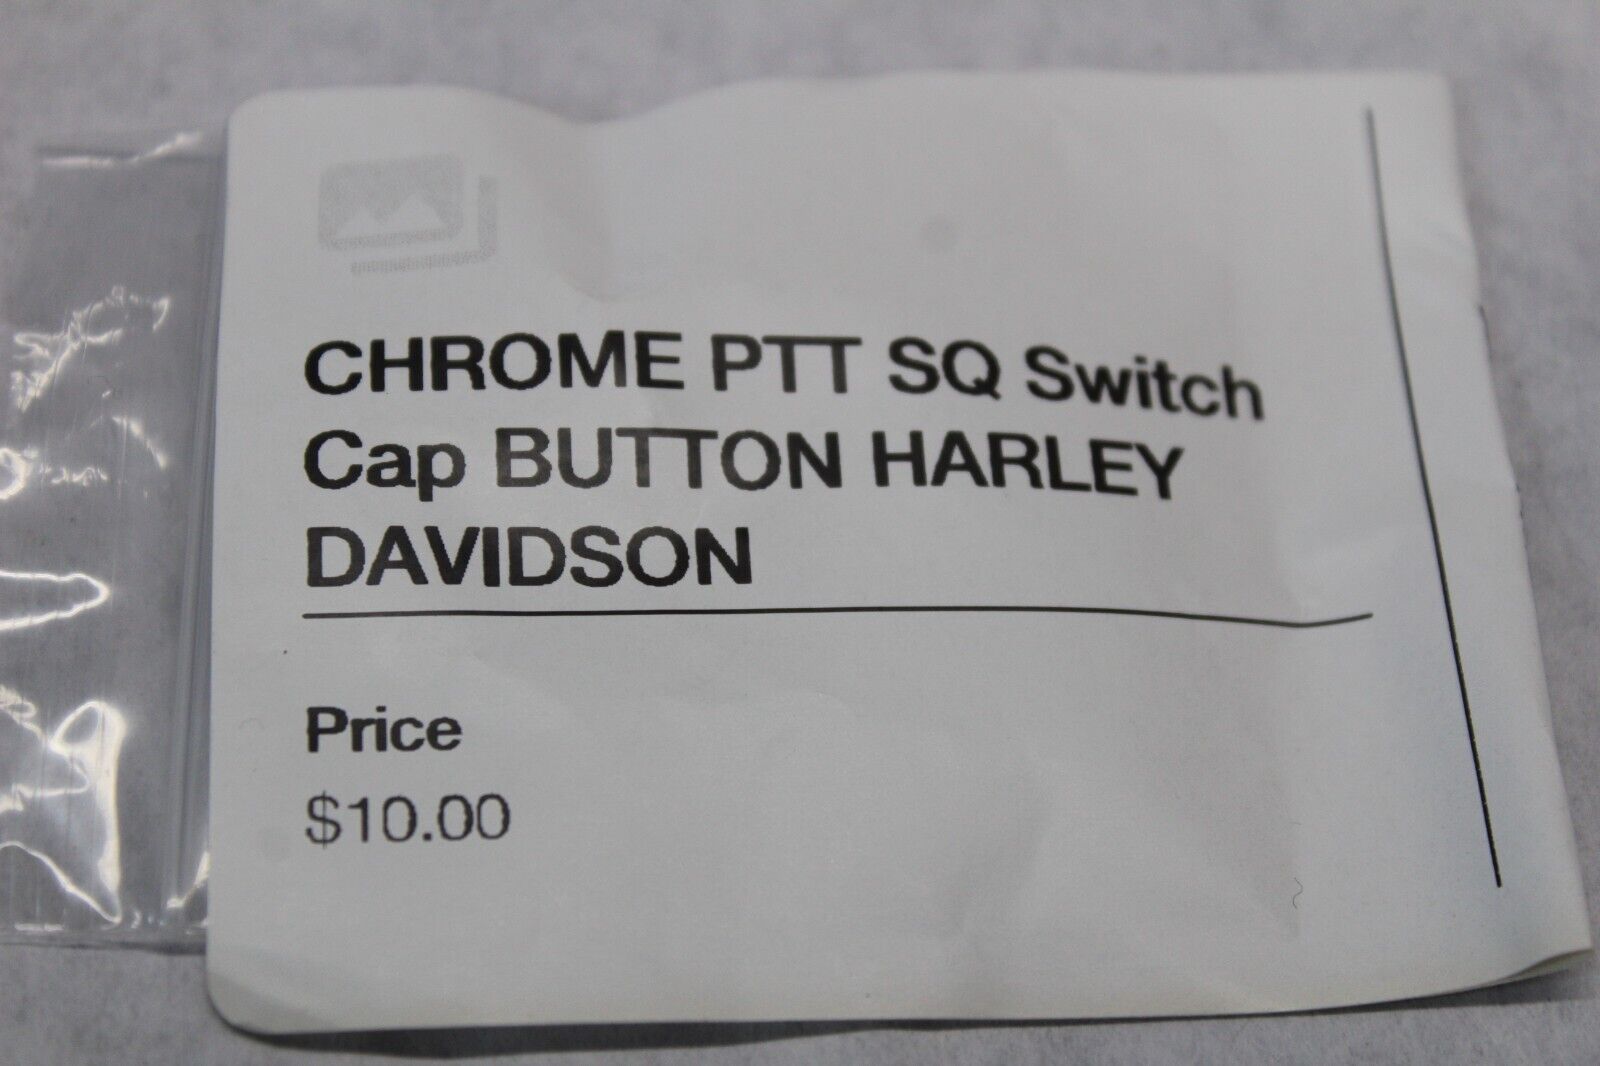 CHROME PTT SQ Switch
Cap BUTTON HARLEY
DAVIDSON
Price
$10.00